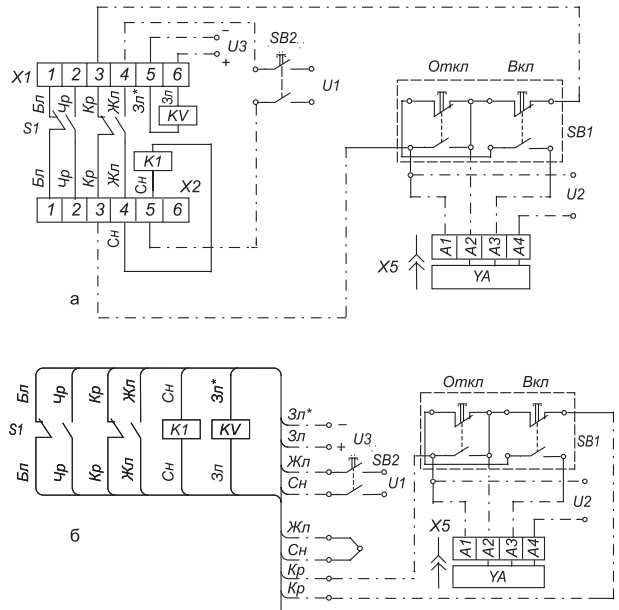 SB2
– U3
+
U1
X1 1 2 3 4 5 6
Откл Вкл
Бл Чр Кр Жл Зл* Зл
KV
S1
SB1
K1
X2
Бл Чр Кр Жл Сн
1 2 3 4 5 6
Сн
U2
A1 A2 A3 A4
X5
YA
а
Бл Чр Кр Жл Сн Зл*
S1 K1 KV
Бл Чр Кр Жл Сн Зл
Зл* –
Зл + U3
Жл SB2
Сн U1
Жл
Сн
Кр
Кр
Откл Вкл
SB1
U2
X5
A1 A2 A3 A4
YA
б